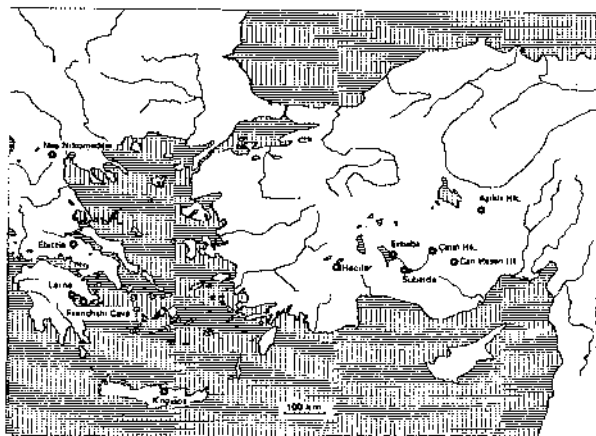 Nea Nikomedeia
Aşıklı Hk.
Elateia
Erbaba
Çatal Hk.
Can Hasan III
Hacilar
Suberde
Lerna
Franchthi Cave
Knossos
100 km